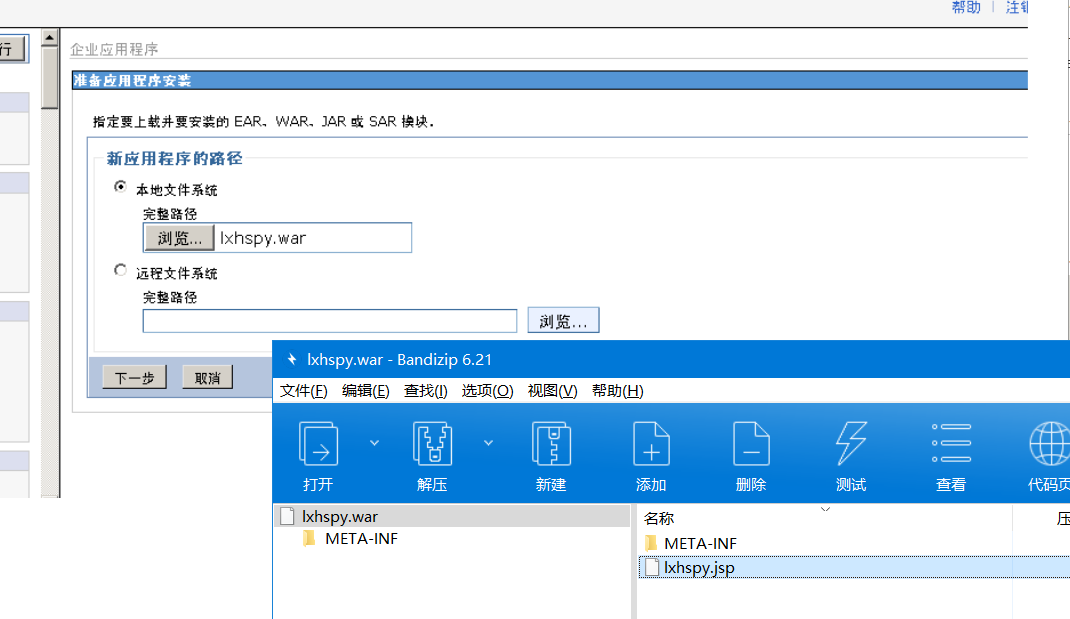 帮助 | 注销
行
企业应用程序
准备应用程序安装
指定要上载并要安装的 EAR、WAR、JAR 或 SAR 模块.
新应用程序的路径
本地文件系统
完整路径
浏览... lxhspy.war
远程文件系统
完整路径
浏览...
下一步 取消
lxhspy.war - Bandizip 6.21
文件(F) 编辑(E) 查找(I) 选项(O) 视图(V) 帮助(H)
打开 解压 新建 添加 删除 测试 查看 代码页
lxhspy.war
META-INF
名称 压
META-INF
lxhspy.jsp